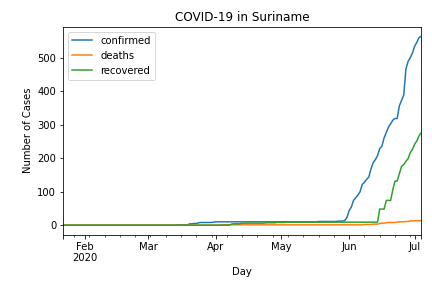 COVID-19 in Suriname
confirmed
deaths
recovered
Number of Cases
500
400
300
200
100
0
Feb
2020
Mar
Apr
May
Jun
Jul
Day